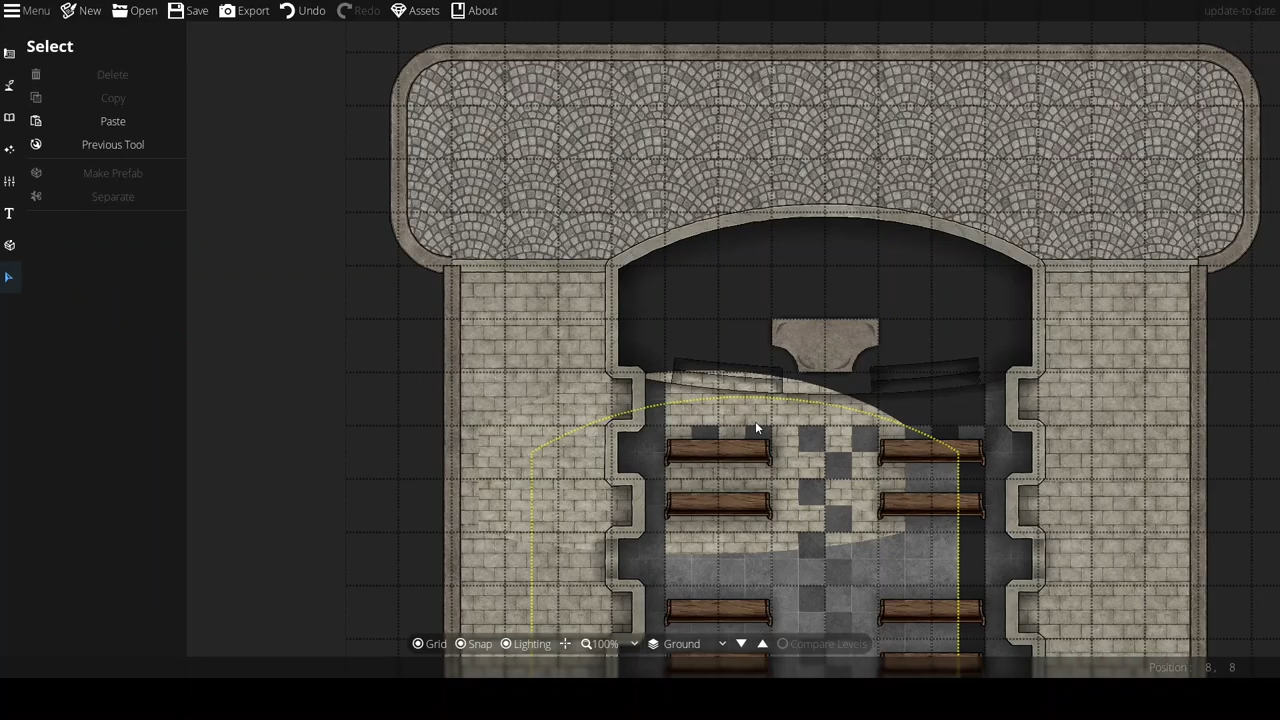 Menu New Open Save Export Undo Redo Assets About update-to-date
Select
Delete
Copy
Paste
Previous Tool
Make Prefab
Separate
T
Grid Snap Lighting 100% Ground Compare Levels
Position : 8, 8